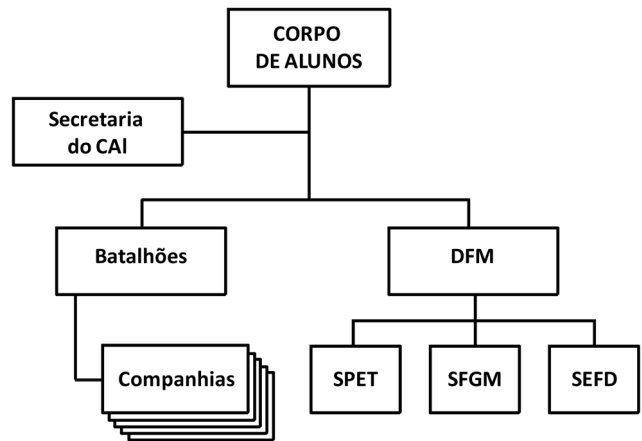 CORPO
DE ALUNOS
Secretaria
do CAl
Batalhões
DFM
Companhias
SPET
SFGM
SEFD